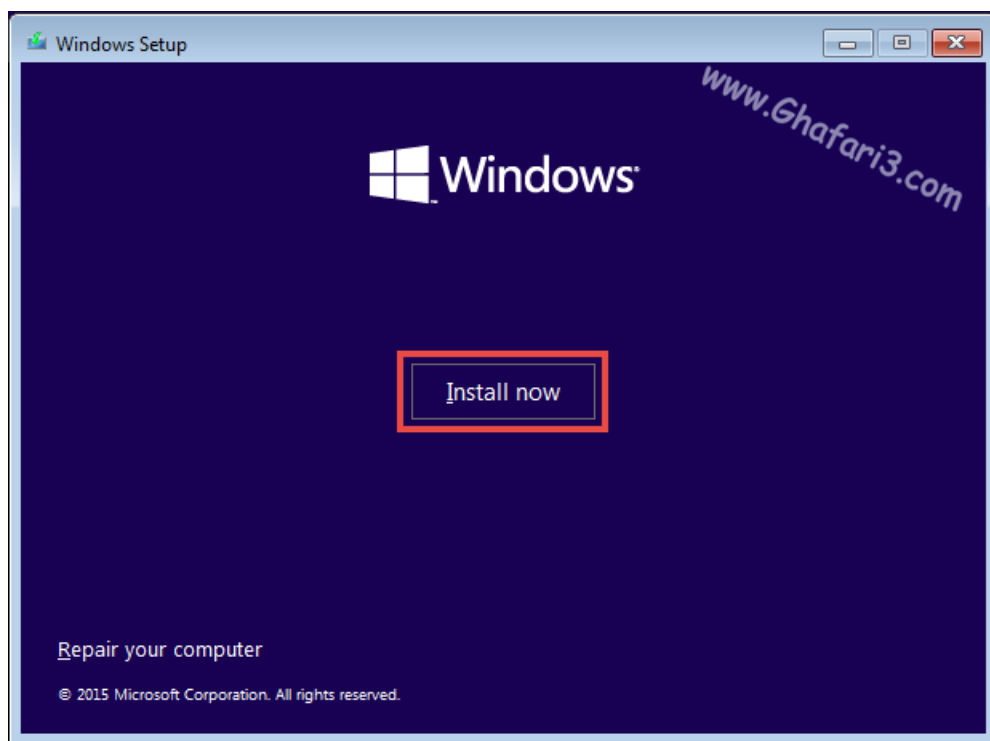 Windows Setup
www.Ghafari3.com
Windows
Install now
Repair your computer
© 2015 Microsoft Corporation. All rights reserved.